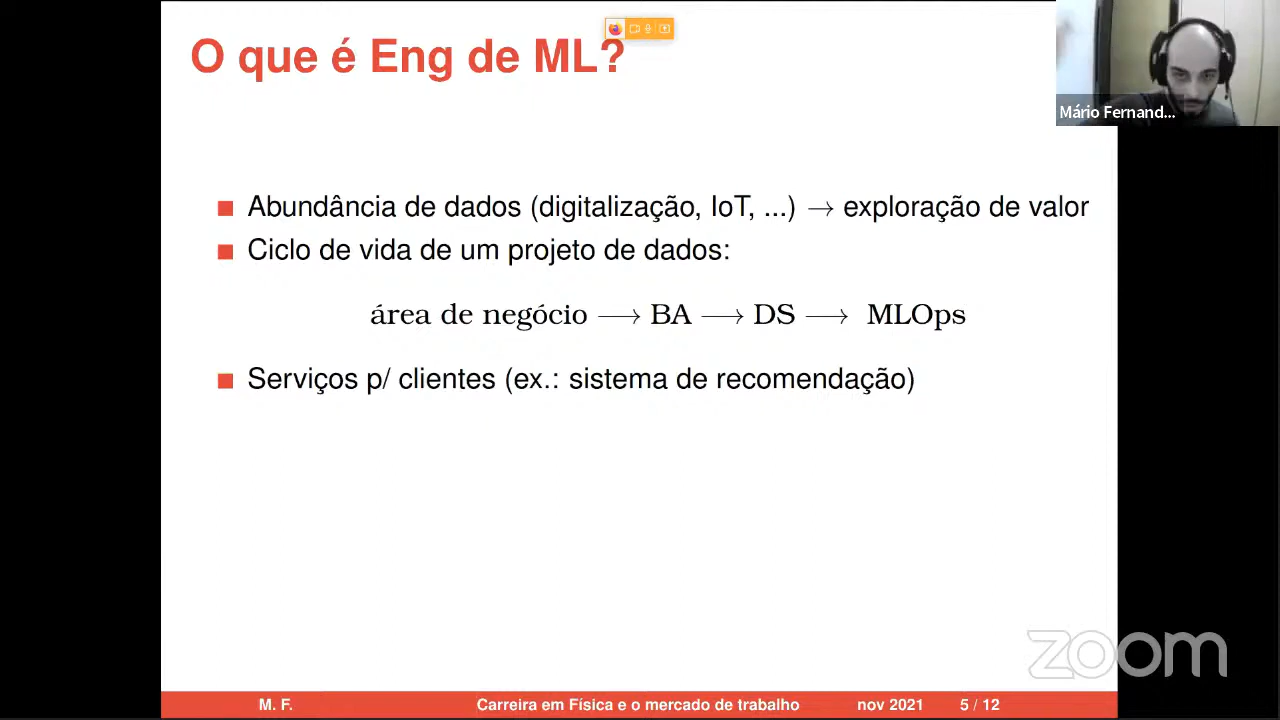 O que é Eng de ML?
Mário Fernand...
■ Abundância de dados (digitalização, IoT, ...) → exploração de valor
■ Ciclo de vida de um projeto de dados:
área de negócio ⟶ BA ⟶ DS ⟶ MLOps
■ Serviços p/ clientes (ex.: sistema de recomendação)
zoom
M. F. Carreira em Física e o mercado de trabalho nov 2021 5 / 12